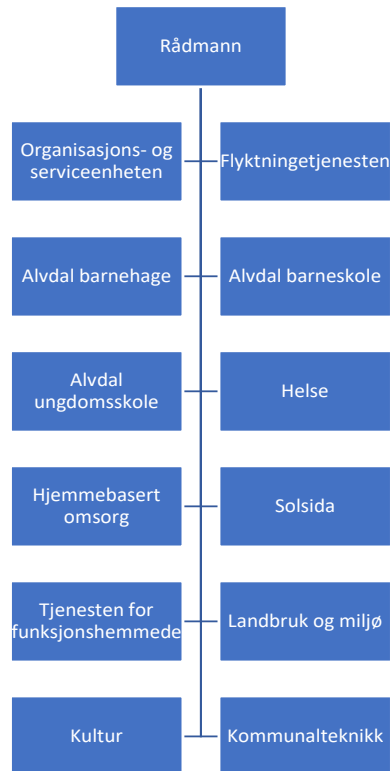 Rådmann
Organisasjons- og
serviceenheten
Flyktningetjenesten
Alvdal barnehage
Alvdal barneskole
Alvdal
ungdomsskole
Helse
Hjemmebasert
omsorg
Solsida
Tjenesten for
funksjonshemmede
Landbruk og miljø
Kultur
Kommunalteknikk